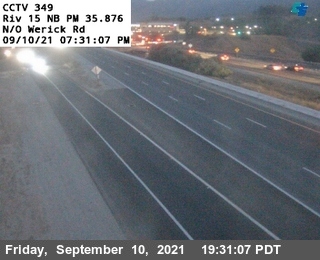 CCTV 349
Riv 15 NB PM 35.876
N/O Werick Rd
09/10/21 07:31:07 PM
Friday, September 10, 2021 19:31:07 PDT